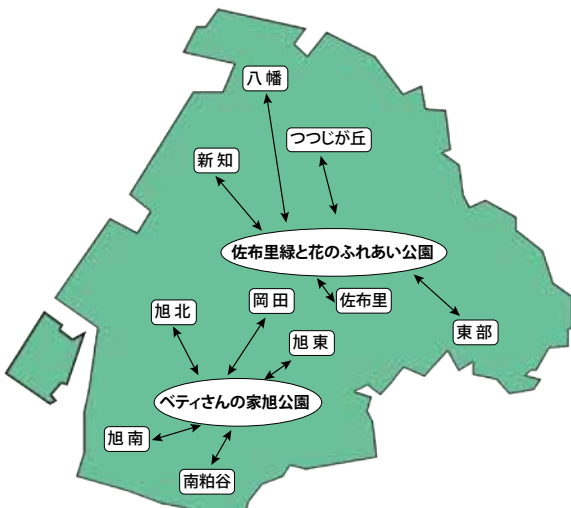 八幡
つつじが丘
新知
佐布里緑と花のふれあい公園
岡田
佐布里
旭北
東部
旭東
ベティさんの家旭公園
旭南
南粕谷